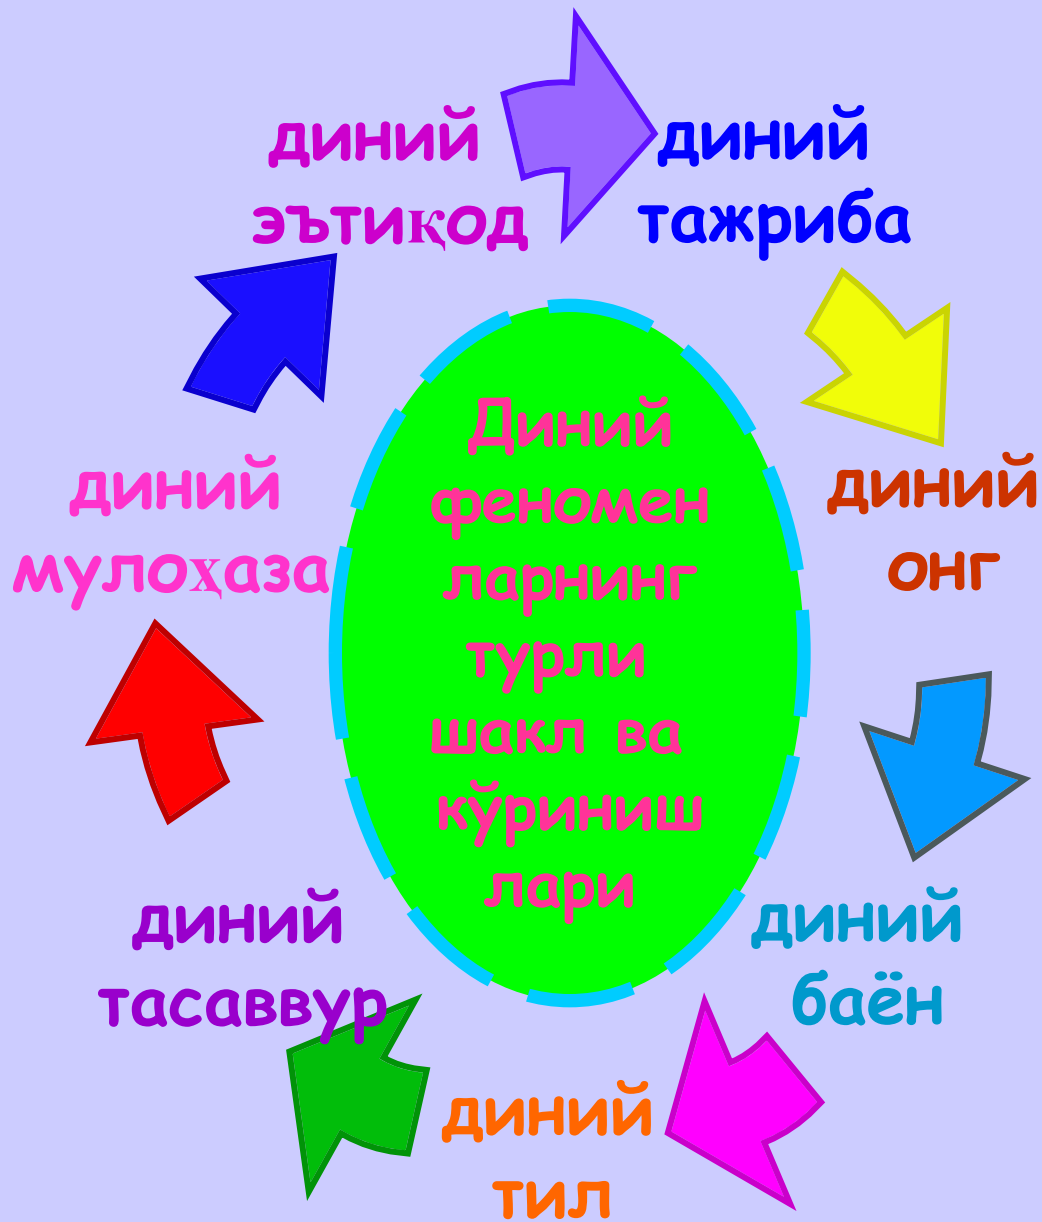 диний
эътиқод
диний
тажриба
диний
онг
диний
баён
диний
тил
диний
тасаввур
диний
мулоҳаза
Диний
феномен
ларнинг
турли
шакл ва
кўриниш
лари